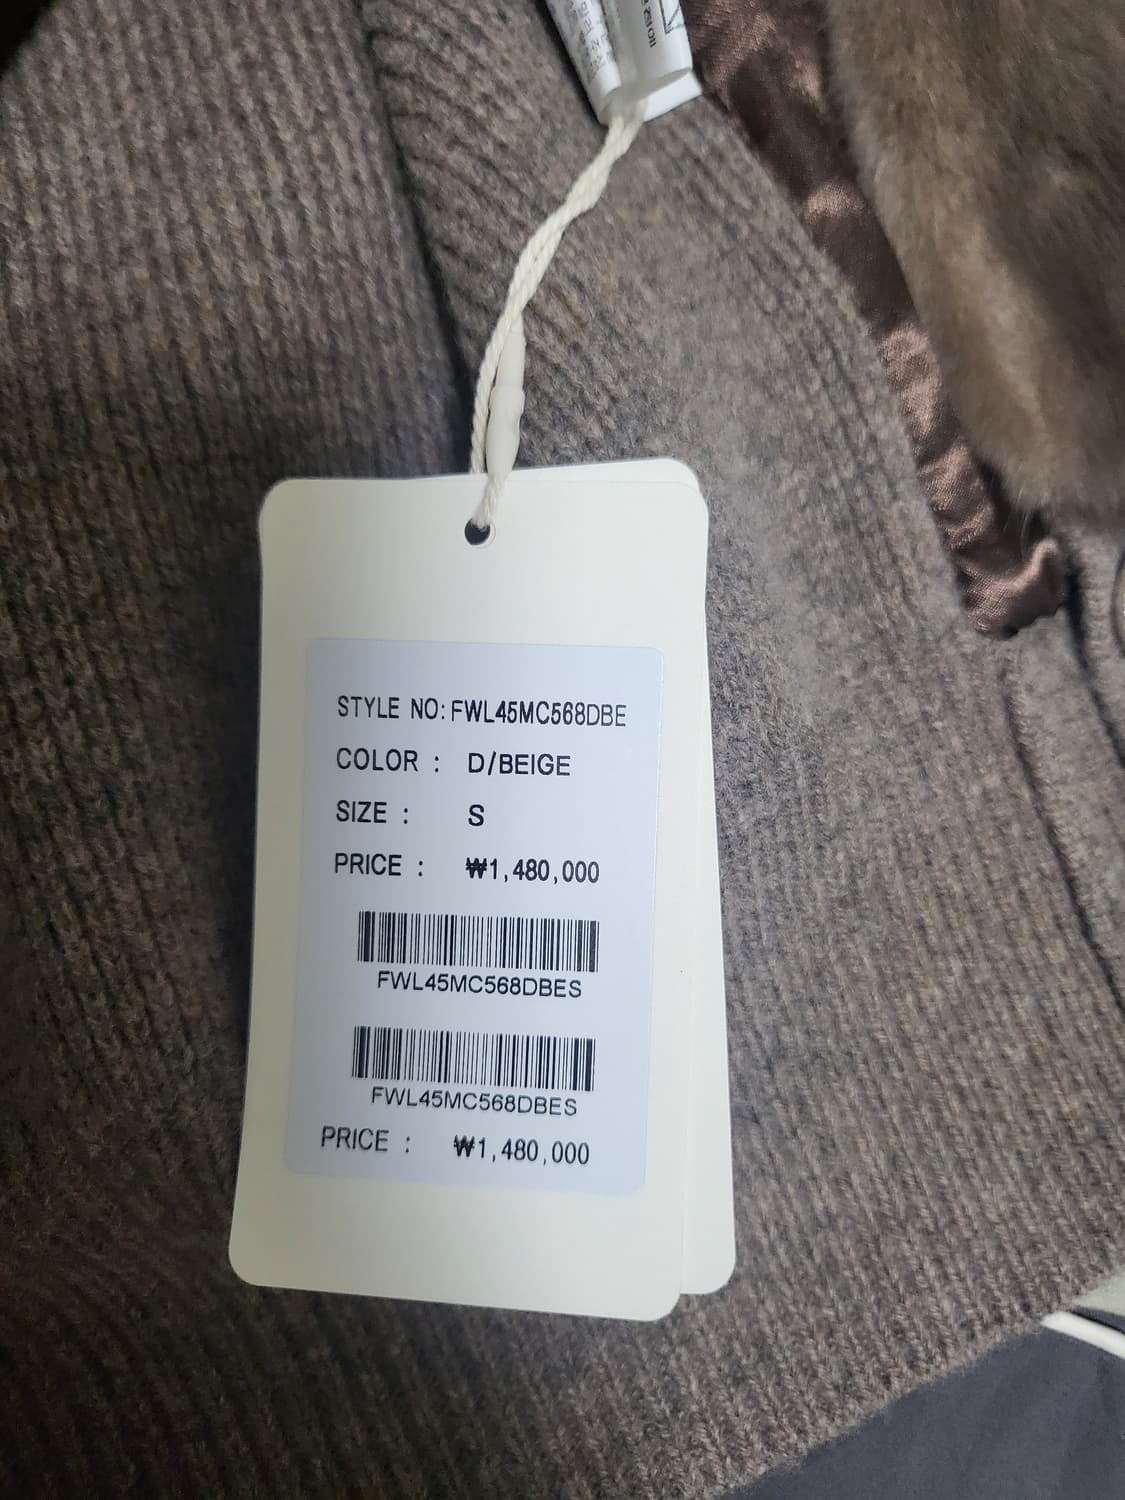 STYLE NO: FWL45MC568DBE
COLOR : D/BEIGE
SIZE : S
PRICE : ₩1,480,000
FWL45MC568DBES
FWL45MC568DBES
PRICE : ₩1,480,000